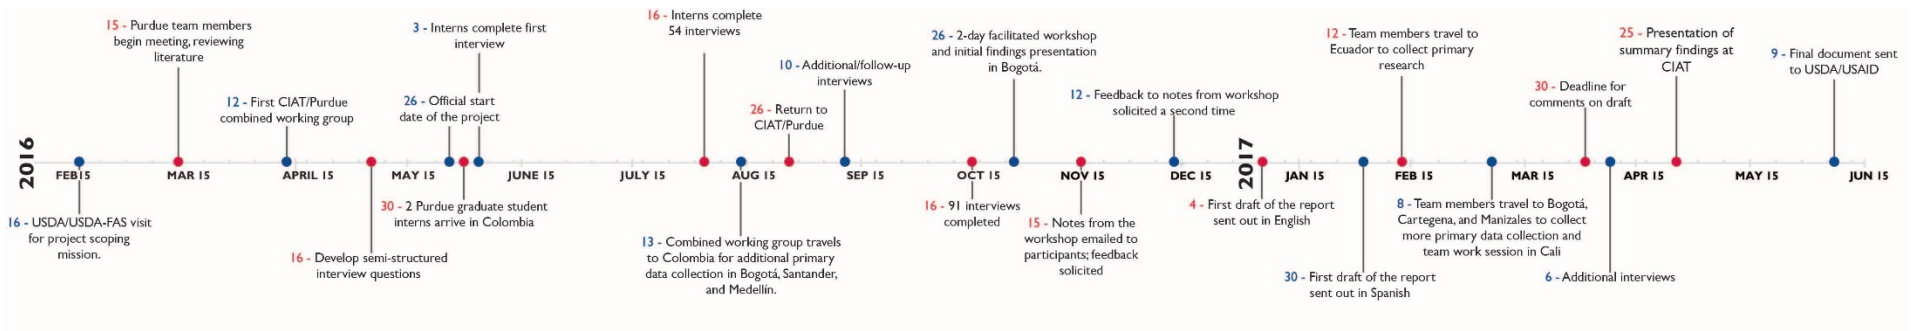 2016
15 - Purdue team members
begin meeting, reviewing
literature
12 - First CIAT/Purdue
combined working group
3 - Interns complete first
interview
26 - Official start
date of the project
16 - Interns complete
54 interviews
10 - Additional/follow-up
interviews
26 - Return to
CIAT/Purdue
26 - 2-day facilitated workshop
and initial findings presentation
in Bogotá.
12 - Feedback to notes from workshop
solicited a second time
2017
12 - Team members travel to
Ecuador to collect primary
research
30 - Deadline for
comments on draft
25 - Presentation of
summary findings at
CIAT
9 - Final document sent
to USDA/USAID
FEB15
MAR 15
APRIL 15
MAY 15
JUNE 15
JULY 15
AUG 15
SEP 15
OCT 15
NOV 15
DEC 15
JAN 15
FEB 15
MAR 15
APR 15
MAY 15
JUN 15
16 - USDA/USDA-FAS visit
for project scoping
mission.
16 - Develop semi-structured
interview questions
30 - 2 Purdue graduate student
interns arrive in Colombia
13 - Combined working group travels
to Colombia for additional primary
data collection in Bogotá, Santander,
and Medellín.
16 - 91 interviews
completed
15 - Notes from the
workshop emailed to
participants; feedback
solicited
4 - First draft of the report
sent out in English
30 - First draft of the report
sent out in Spanish
8 - Team members travel to Bogotá,
Cartegena, and Manizales to collect
more primary data collection and
team work session in Cali
6 - Additional interviews